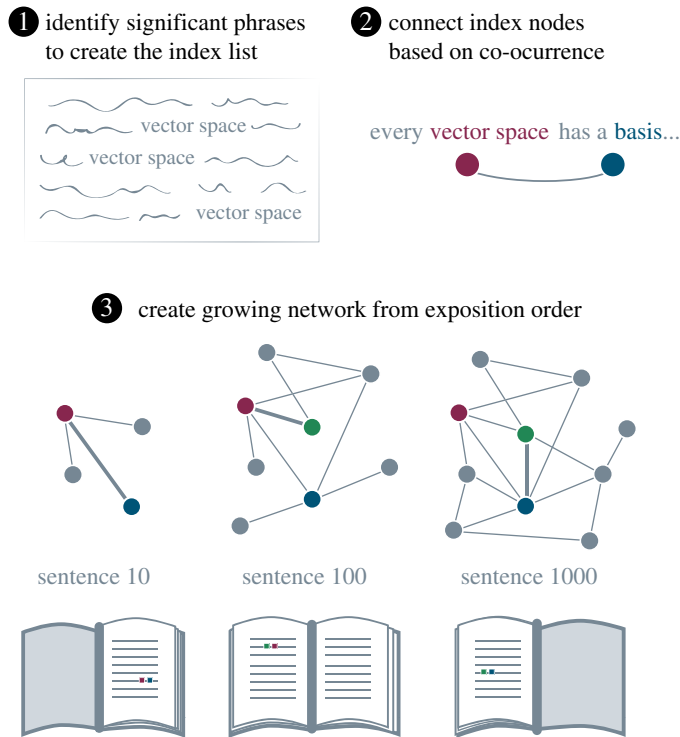 1 identify significant phrases
to create the index list
vector space
vector space
vector space
2 connect index nodes
based on co-ocurrence
every vector space has a basis...
3 create growing network from exposition order
sentence 10 sentence 100 sentence 1000